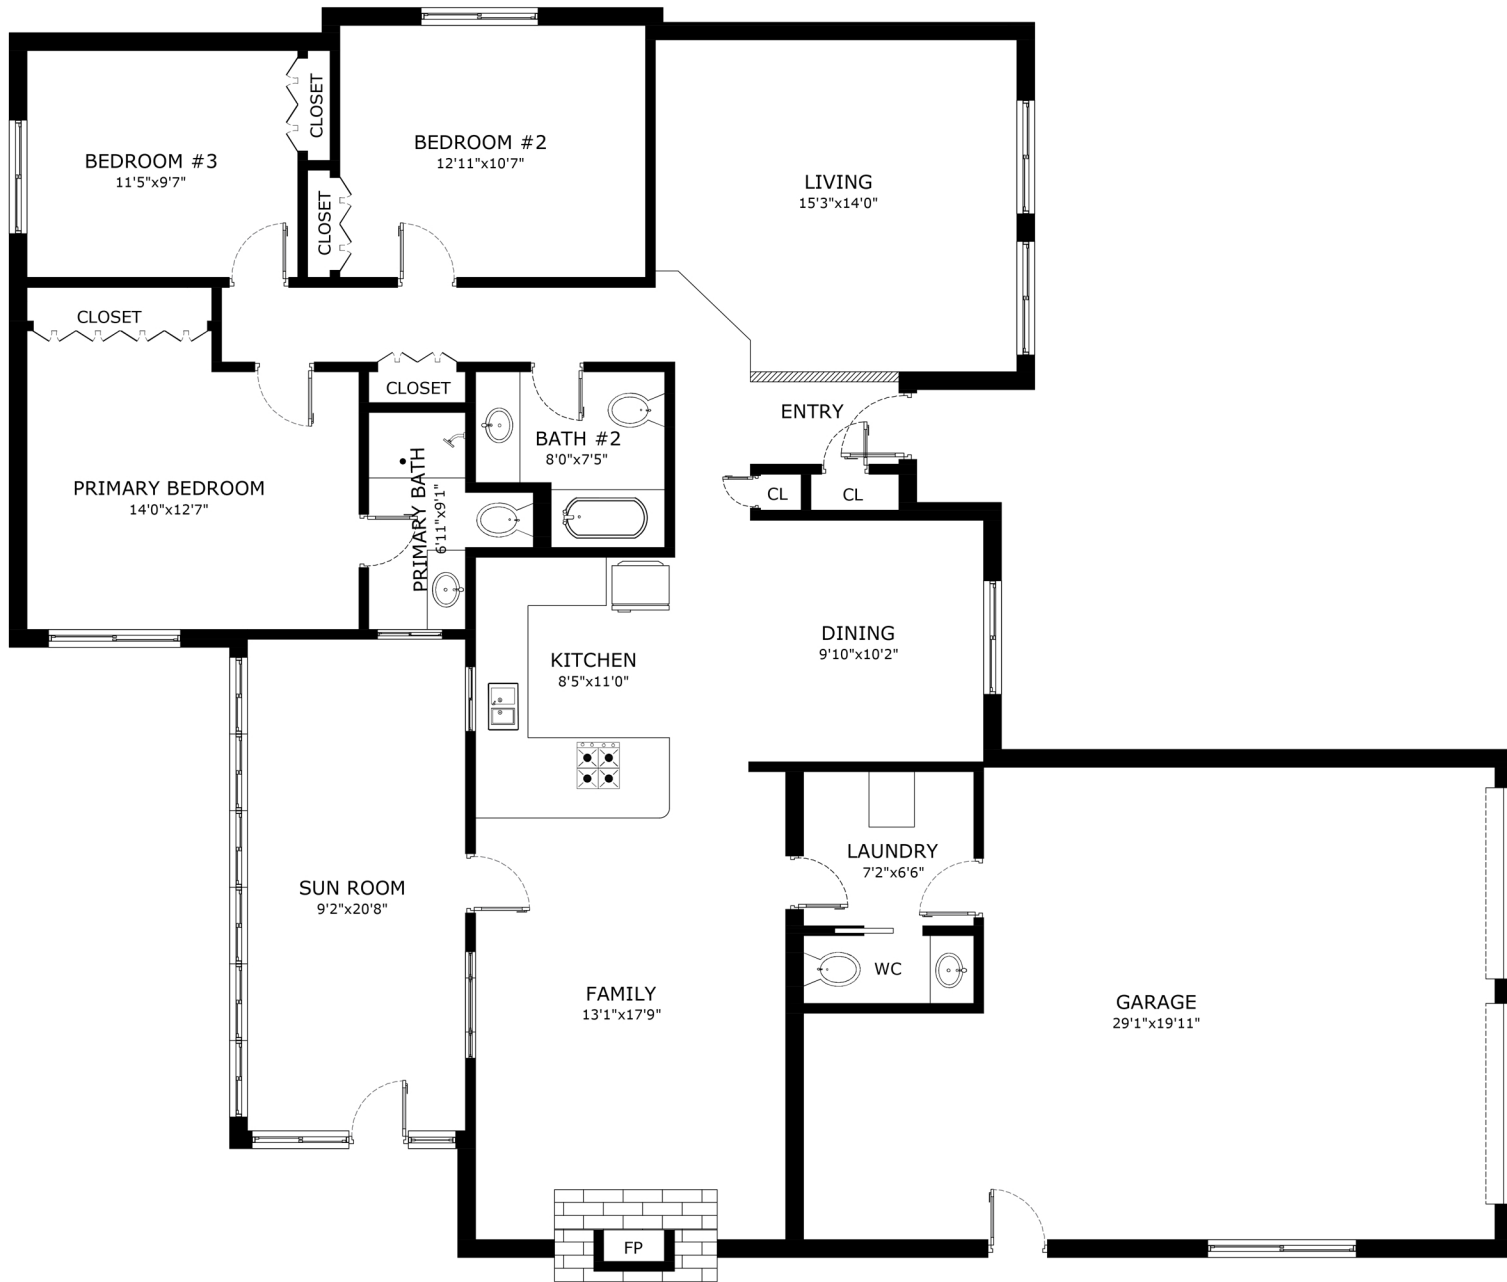 CLOSET
BEDROOM #2
12'11"x10'7"
BEDROOM #3
11'5"x9'7"
LIVING
15'3"x14'0"
CLOSET
CLOSET
CLOSET
ENTRY
BATH #2
8'0"x7'5"
PRIMARY BEDROOM
14'0"x12'7"
PRIMARY BATH
6'11"x9'1"
CL
CL
DINING
9'10"x10'2"
KITCHEN
8'5"x11'0"
LAUNDRY
7'2"x6'6"
SUN ROOM
9'2"x20'8"
WC
FAMILY
13'1"x17'9"
GARAGE
29'1"x19'11"
FP